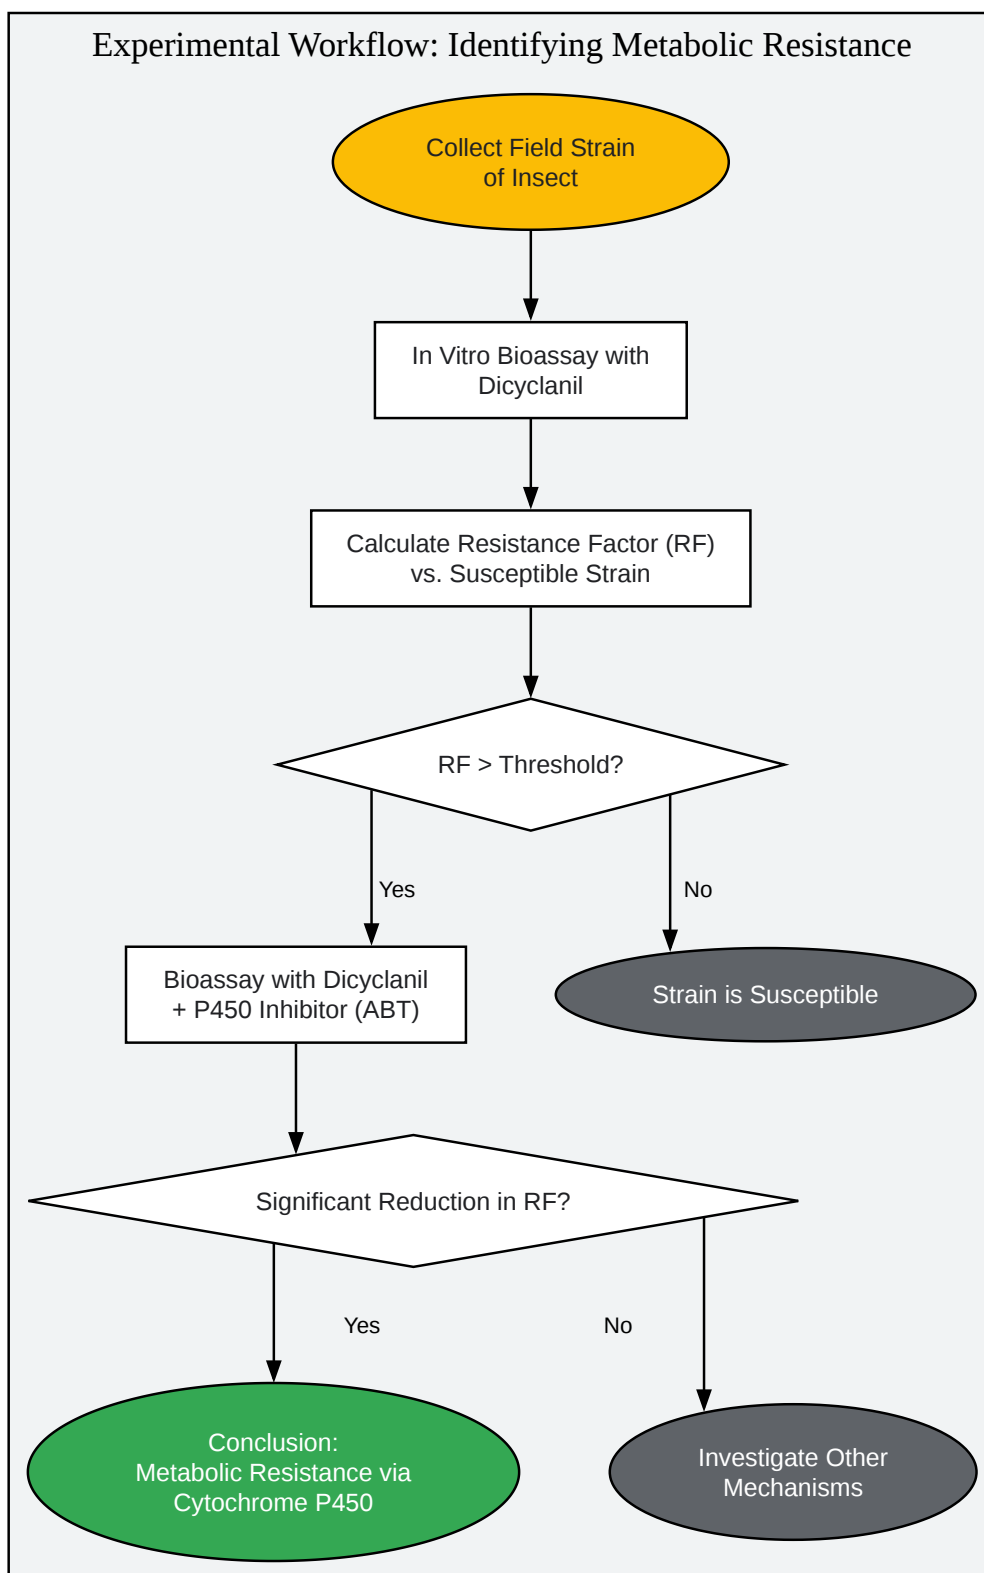 Experimental Workflow: Identifying Metabolic Resistance
Collect Field Strain
of Insect
In Vitro Bioassay with
Dicyclanil
Calculate Resistance Factor (RF)
vs. Susceptible Strain
RF > Threshold?
Yes
No
Bioassay with Dicyclanil
+ P450 Inhibitor (ABT)
Strain is Susceptible
Significant Reduction in RF?
Yes
No
Conclusion:
Metabolic Resistance via
Cytochrome P450
Investigate Other
Mechanisms